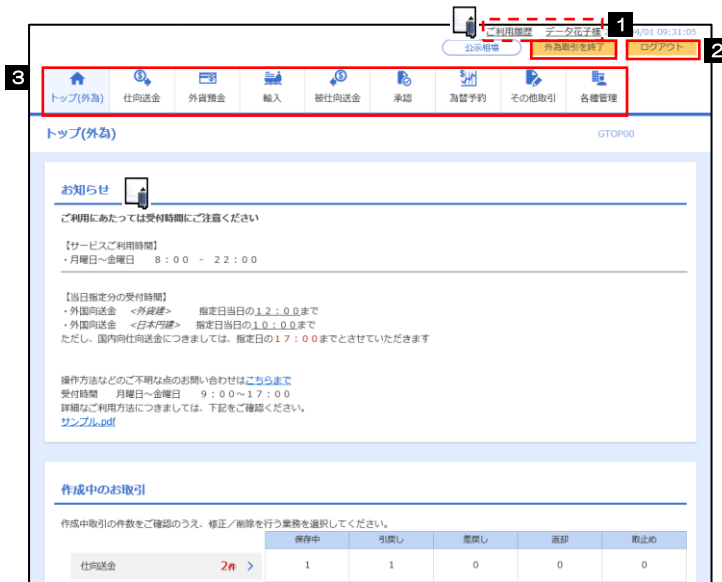 ご利用履歴 データ花子様 04/01 09:31:05 1
公示相場 外為取引を終了 ログアウト 2
3
トップ(外為) 仕向送金 外貨預金 輸入 被仕向送金 承認 為替予約 その他取引 各種管理
トップ(外為) GTOP00
お知らせ
ご利用にあたっては受付時間にご注意ください
【サービスご利用時間】
・月曜日～金曜日 8：00 - 22：00
【当日指定分の受付時間】
・外国向送金 <外貨建> 指定日当日の12：00まで
・外国向送金 <日本円建> 指定日当日の10：00まで
ただし、国内向仕向送金につきましては、指定日の17：00までとさせていただきます
操作方法などのご不明な点のお問い合わせはこちらまで
受付時間 月曜日～金曜日 9：00～17：00
詳細なご利用方法につきましては、下記をご確認ください。
サンプル.pdf
作成中のお取引
作成中取引の件数をご確認のうえ、修正／削除を行う業務を選択してください。
保存中 引戻し 差戻し 返却 取止め
仕向送金 2件 > 1 1 0 0 0